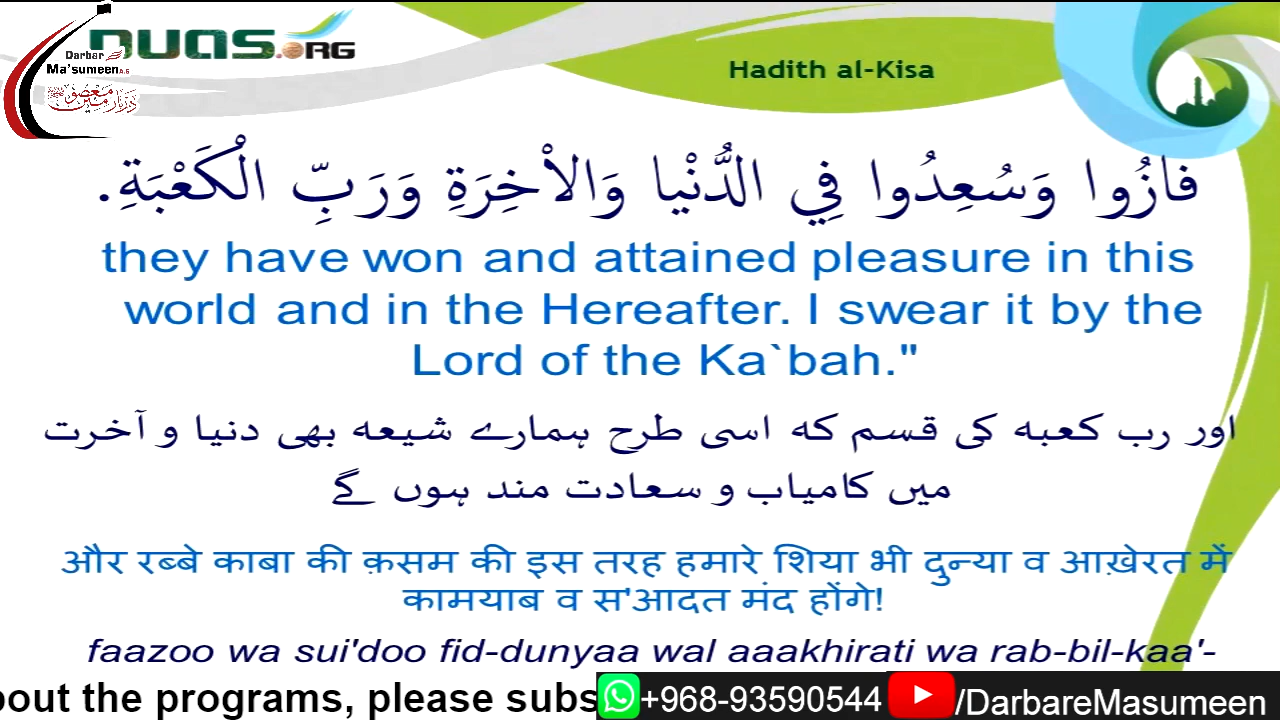 DUAS.ORG
Darbar
Ma'sumeen A.S
Hadith al-Kisa
فَازُوا وَسُعِدُوا فِي الدُّنْيا وَالاْخِرَةِ وَرَبِّ الْكَعْبَةِ.
they have won and attained pleasure in this
world and in the Hereafter. I swear it by the
Lord of the Ka`bah."
اور رب کعبہ کی قسم کہ اسی طرح ہمارے شیعہ بھی دنیا و آخرت
میں کامیاب و سعادت مند ہوں گے
और रब्बे काबा की क़सम की इस तरह हमारे शिया भी दुन्या व आख़ेरत में
कामयाब व स'आदत मंद होंगे!
faazoo wa sui'doo fid-dunyaa wal aaakhirati wa rab-bil-kaa'-
out the programs, please subs
+968-93590544
/DarbareMasumeen